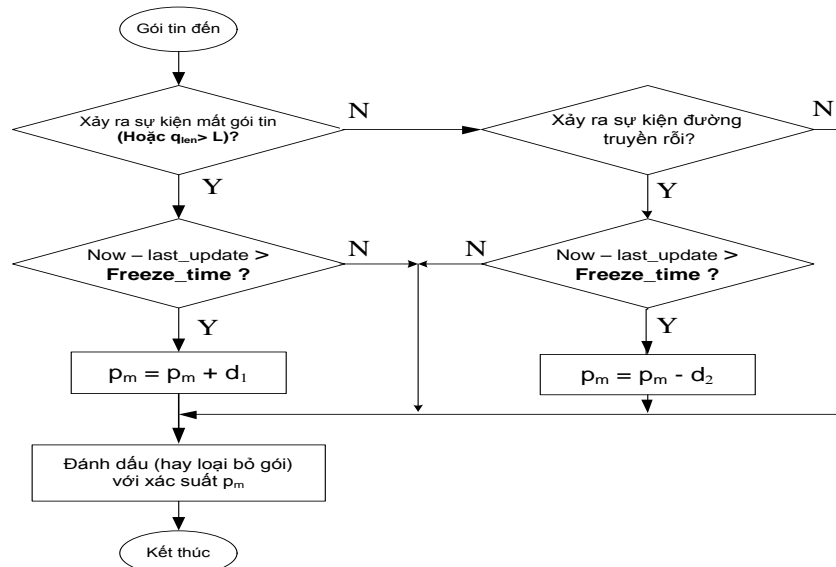 Gói tin đến
Xảy ra sự kiện mất gói tin
(Hoặc qlen> L)?
N
Xảy ra sự kiện đường
truyền rỗi?
N
Y
Y
Now – last_update >
Freeze_time ?
N
N
Now – last_update >
Freeze_time ?
Y
Y
pm = pm + d1
pm = pm - d2
Đánh dấu (hay loại bỏ gói)
với xác suất pm
Kết thúc